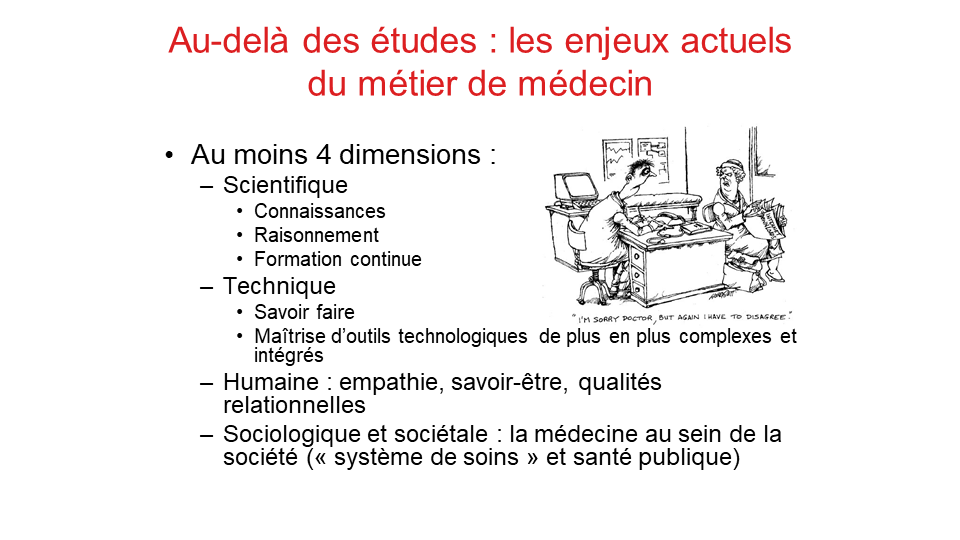 Au-delà des études : les enjeux actuels
du métier de médecin
• Au moins 4 dimensions :
– Scientifique
• Connaissances
• Raisonnement
• Formation continue
– Technique
• Savoir faire
• Maîtrise d’outils technologiques de plus en plus complexes et
intégrés
– Humaine : empathie, savoir-être, qualités
relationnelles
– Sociologique et sociétale : la médecine au sein de la
société (« système de soins » et santé publique)
"I'M SORRY DOCTOR, BUT AGAIN I HAVE TO DISAGREE."